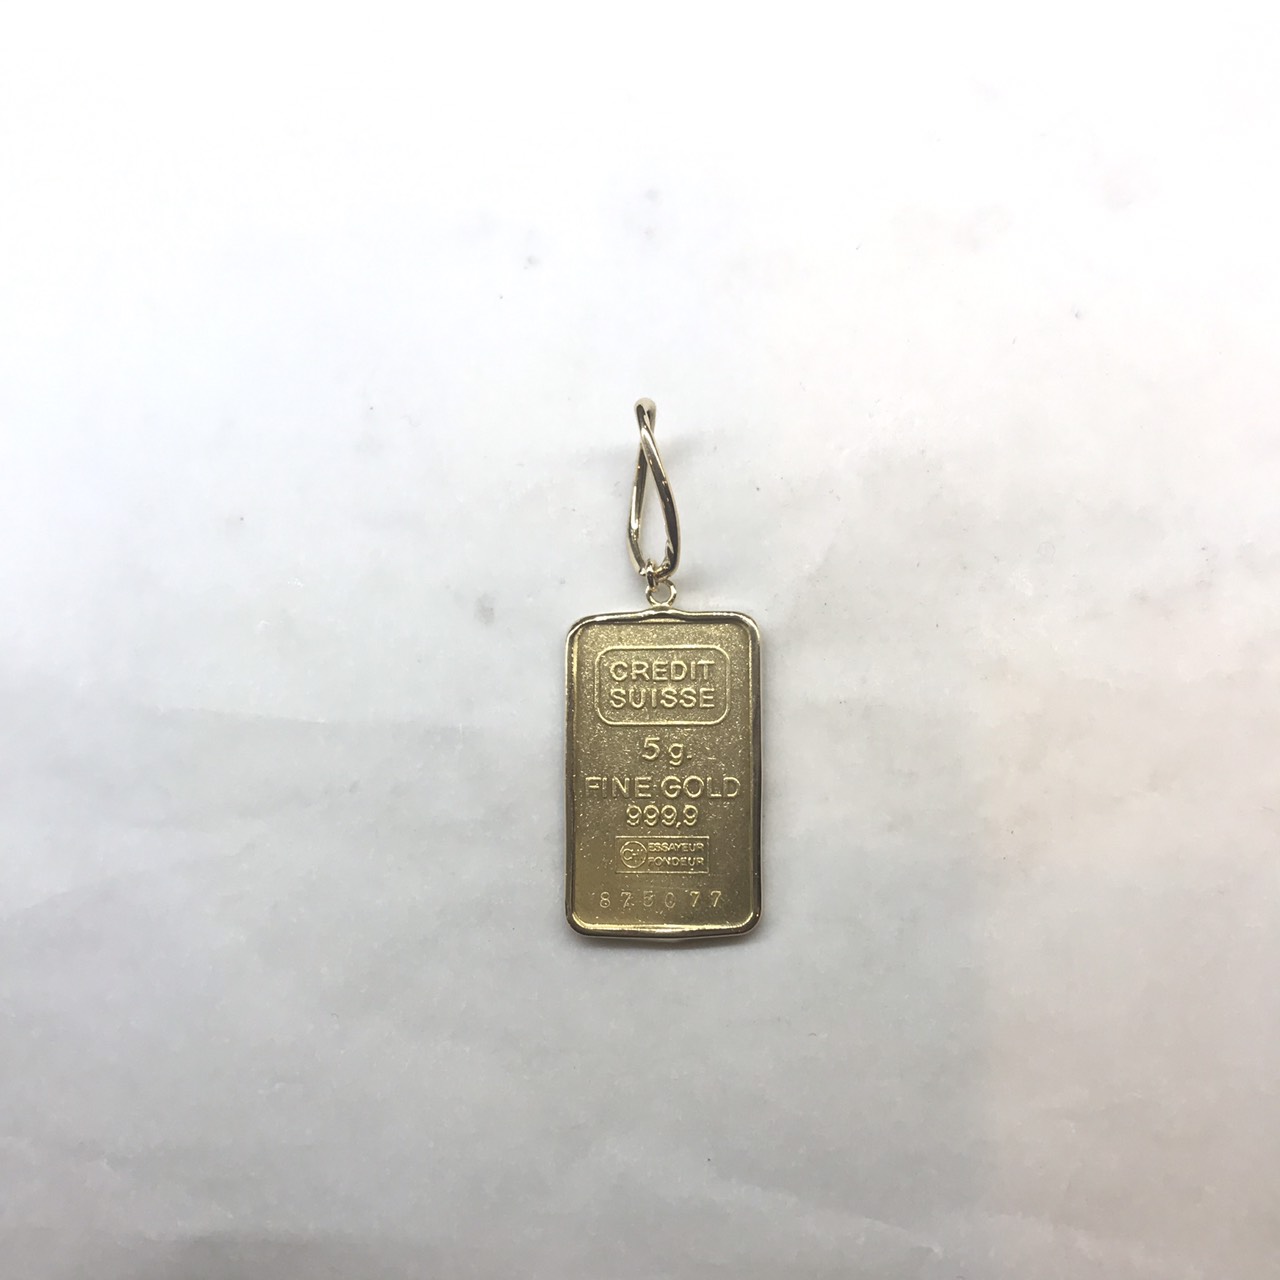 CREDIT
SUISSE
5 g.
FINE GOLD
999,9
ESSAYEUR
FONDEUR
875077